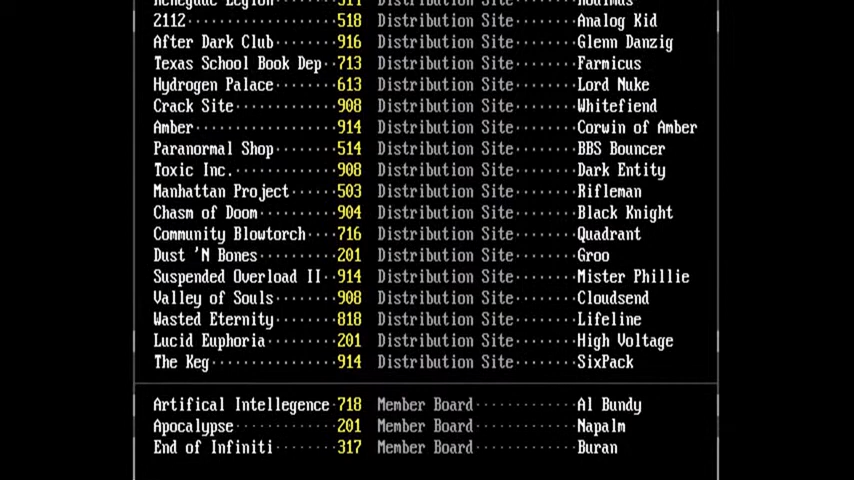 Renegade Legion········317 Distribution Site········
2112···················518 Distribution Site········Analog Kid
After Dark Club········916 Distribution Site········Glenn Danzig
Texas School Book Dep··713 Distribution Site········Farmicus
Hydrogen Palace········613 Distribution Site········Lord Nuke
Crack Site·············908 Distribution Site········Whitefiend
Amber··················914 Distribution Site········Corwin of Amber
Paranormal Shop········514 Distribution Site········BBS Bouncer
Toxic Inc.·············908 Distribution Site········Dark Entity
Manhattan Project······503 Distribution Site········Rifleman
Chasm of Doom··········904 Distribution Site········Black Knight
Community Blowtorch····716 Distribution Site········Quadrant
Dust 'N Bones··········201 Distribution Site········Groo
Suspended Overload II··914 Distribution Site········Mister Phillie
Valley of Souls········908 Distribution Site········Cloudsend
Wasted Eternity········818 Distribution Site········Lifeline
Lucid Euphoria·········201 Distribution Site········High Voltage
The Keg················914 Distribution Site········SixPack
Artifical Intellegence·718 Member Board·············Al Bundy
Apocalypse·············201 Member Board·············Napalm
End of Infiniti········317 Member Board·············Buran